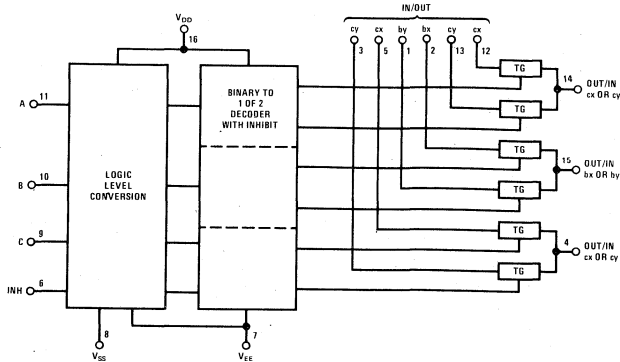 IN/OUT
VDD
16
cy cx by bx cy cx
3 5 1 2 13 12
A 11
B 10
C 9
INH 6
LOGIC
LEVEL
CONVERSION
BINARY TO
1 OF 2
DECODER
WITH INHIBIT
TG
TG
TG
TG
TG
TG
14 OUT/IN
cx OR cy
15 OUT/IN
bx OR by
4 OUT/IN
cx OR cy
8
VSS
7
VEE